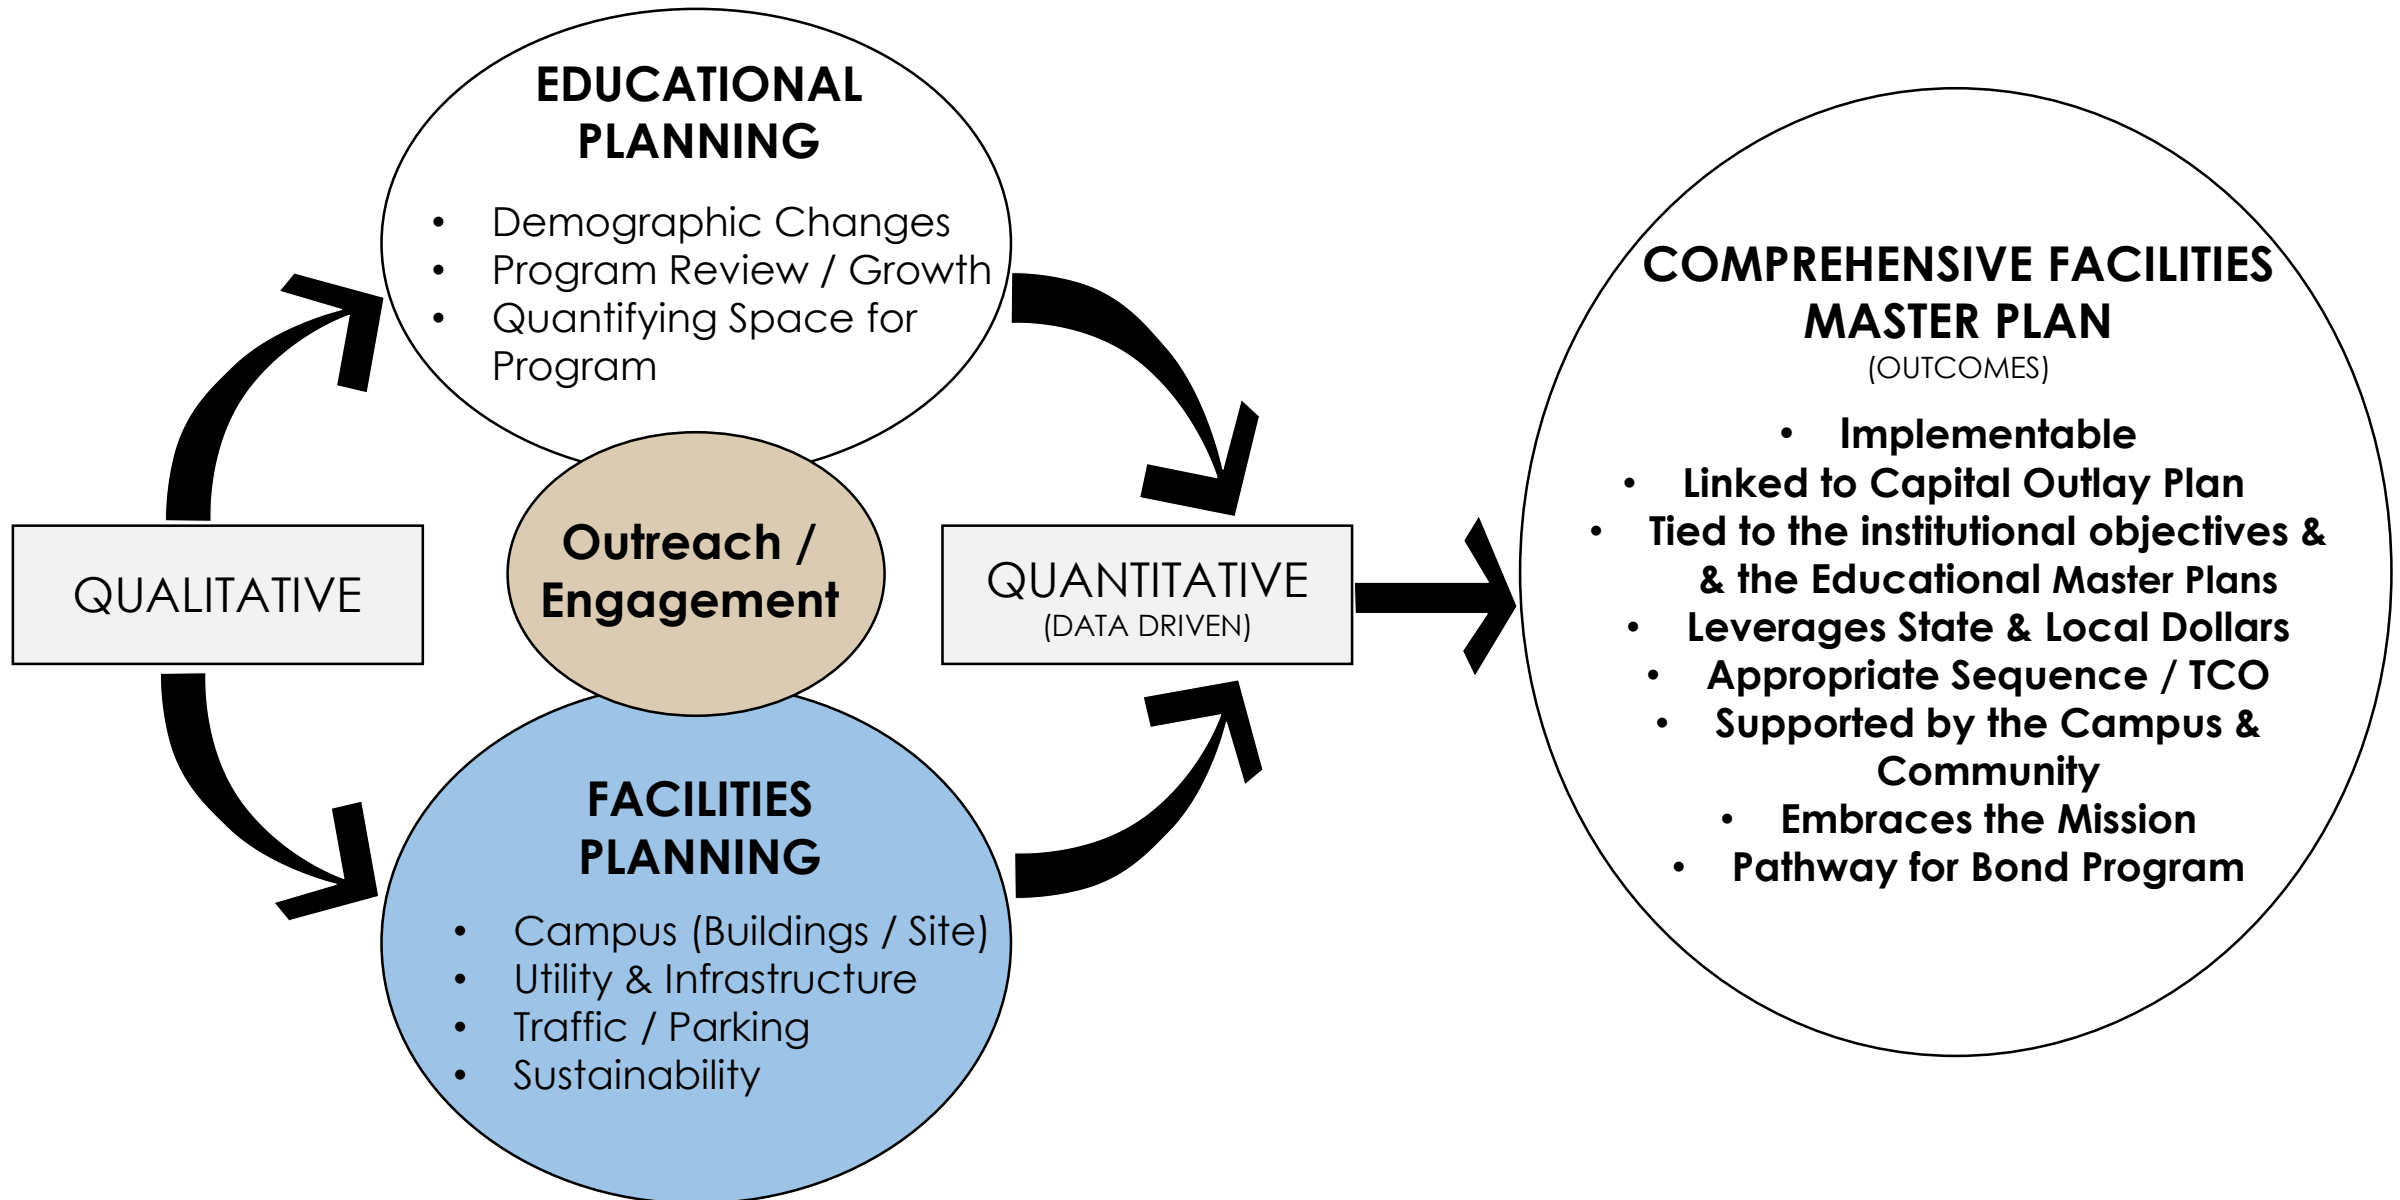 EDUCATIONAL
PLANNING
• Demographic Changes
• Program Review / Growth
• Quantifying Space for
Program
QUALITATIVE
Outreach /
Engagement
QUANTITATIVE
(DATA DRIVEN)
FACILITIES
PLANNING
• Campus (Buildings / Site)
• Utility & Infrastructure
• Traffic / Parking
• Sustainability
COMPREHENSIVE FACILITIES
MASTER PLAN
(OUTCOMES)
• Implementable
• Linked to Capital Outlay Plan
• Tied to the institutional objectives &
& the Educational Master Plans
• Leverages State & Local Dollars
• Appropriate Sequence / TCO
• Supported by the Campus &
Community
• Embraces the Mission
• Pathway for Bond Program